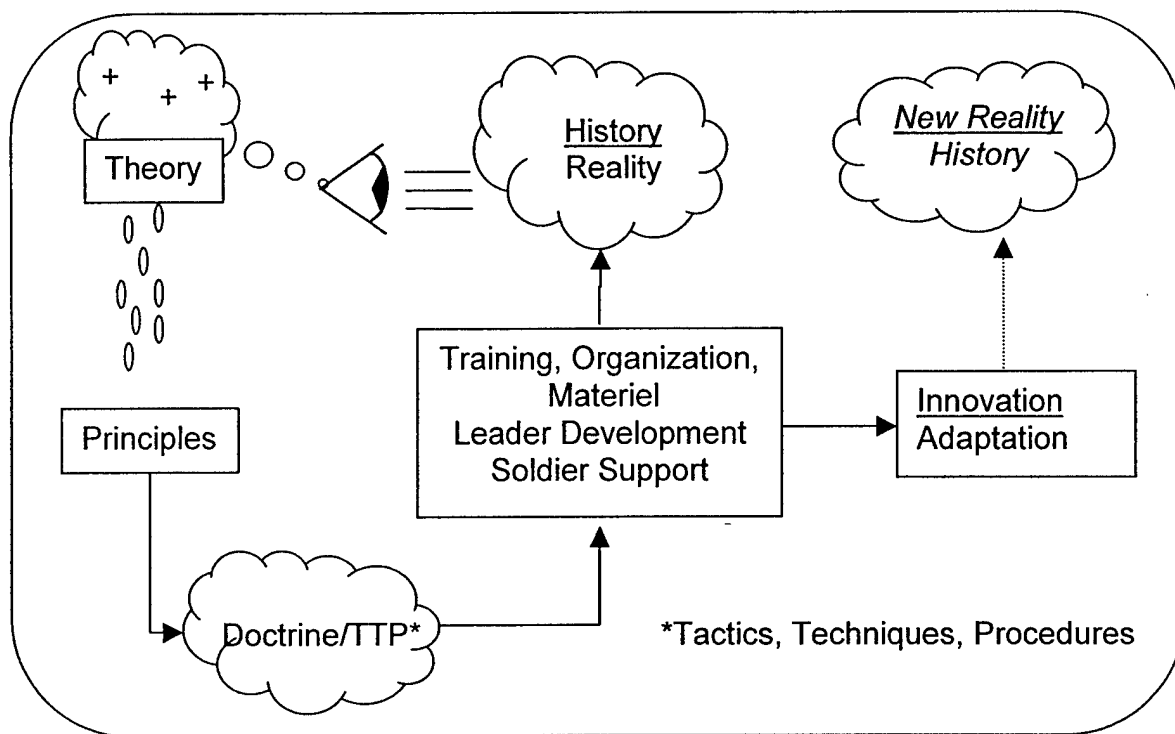 + + +
Theory
History
Reality
New Reality
History
Training, Organization,
Materiel
Leader Development
Soldier Support
Innovation
Adaptation
Principles
Doctrine/TTP*
*Tactics, Techniques, Procedures